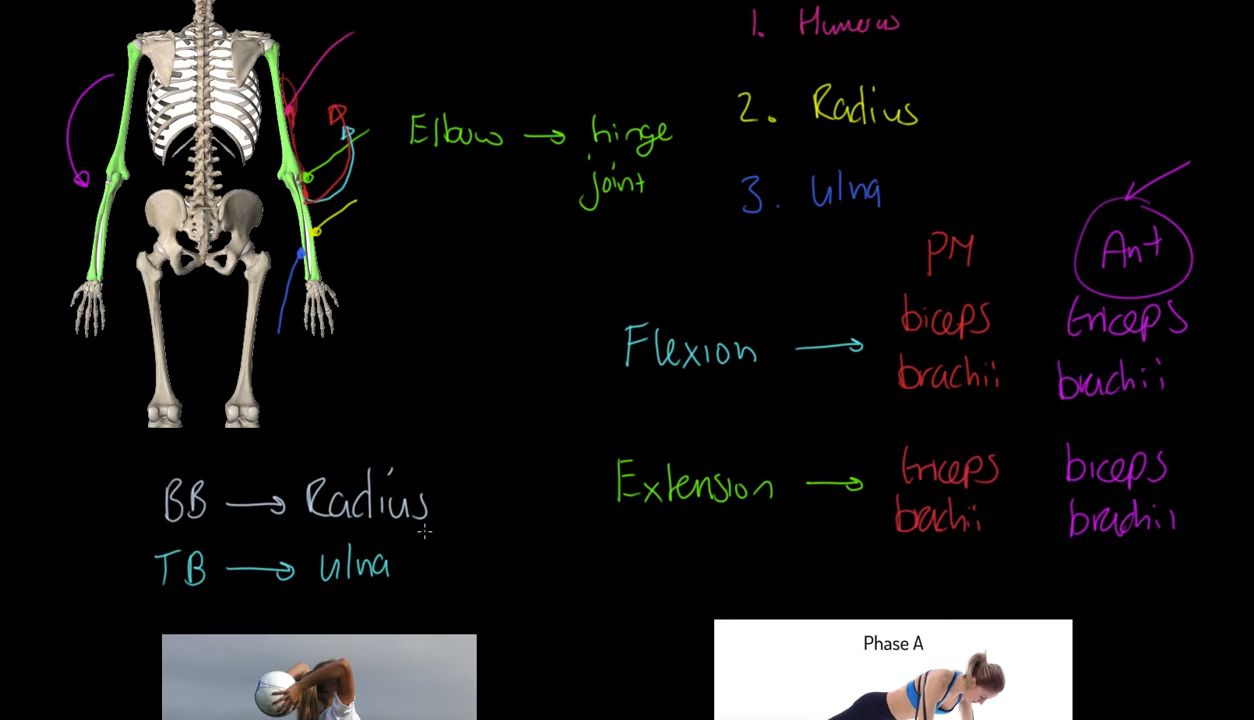 1. Humerus
2. Radius
Elbow → hinge
joint
3. Ulna
PM Ant
biceps triceps
Flexion →
brachii brachii
triceps biceps
Extension →
brachii brachii
BB → Radius
TB → Ulna
Phase A